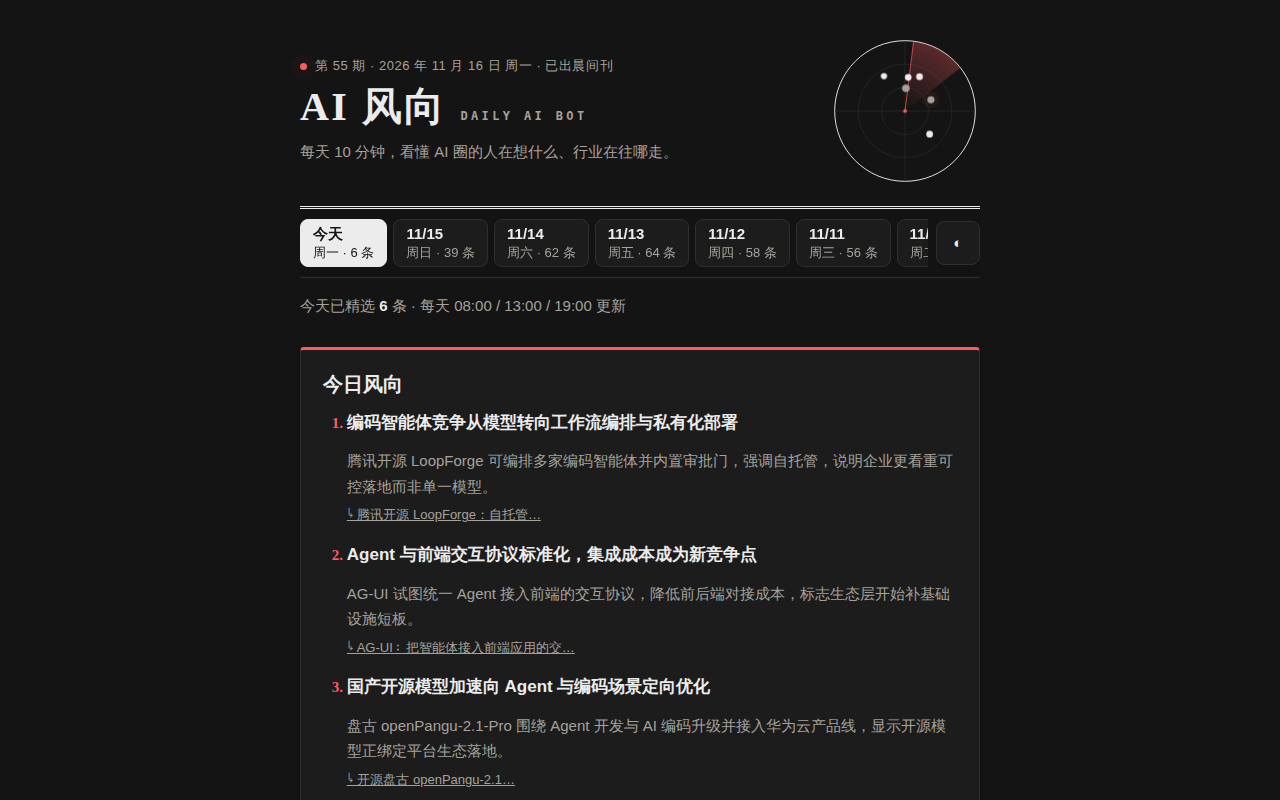 第 55 期 · 2026 年 11 月 16 日 周一 · 已出晨间刊
AI 风向 DAILY AI BOT
每天 10 分钟，看懂 AI 圈的人在想什么、行业在往哪走。
今天 11/15 11/14 11/13 11/12 11/11 11/
周一 · 6 条 周日 · 39 条 周六 · 62 条 周五 · 64 条 周四 · 58 条 周三 · 56 条 周
今天已精选 6 条 · 每天 08:00 / 13:00 / 19:00 更新
今日风向
1. 编码智能体竞争从模型转向工作流编排与私有化部署
腾讯开源 LoopForge 可编排多家编码智能体并内置审批门，强调自托管，说明企业更看重可
控落地而非单一模型。
↳ 腾讯开源 LoopForge：自托管…
2. Agent 与前端交互协议标准化，集成成本成为新竞争点
AG-UI 试图统一 Agent 接入前端的交互协议，降低前后端对接成本，标志生态层开始补基础
设施短板。
↳ AG-UI：把智能体接入前端应用的交…
3. 国产开源模型加速向 Agent 与编码场景定向优化
盘古 openPangu-2.1-Pro 围绕 Agent 开发与 AI 编码升级并接入华为云产品线，显示开源模
型正绑定平台生态落地。
↳ 开源盘古 openPangu-2.1…